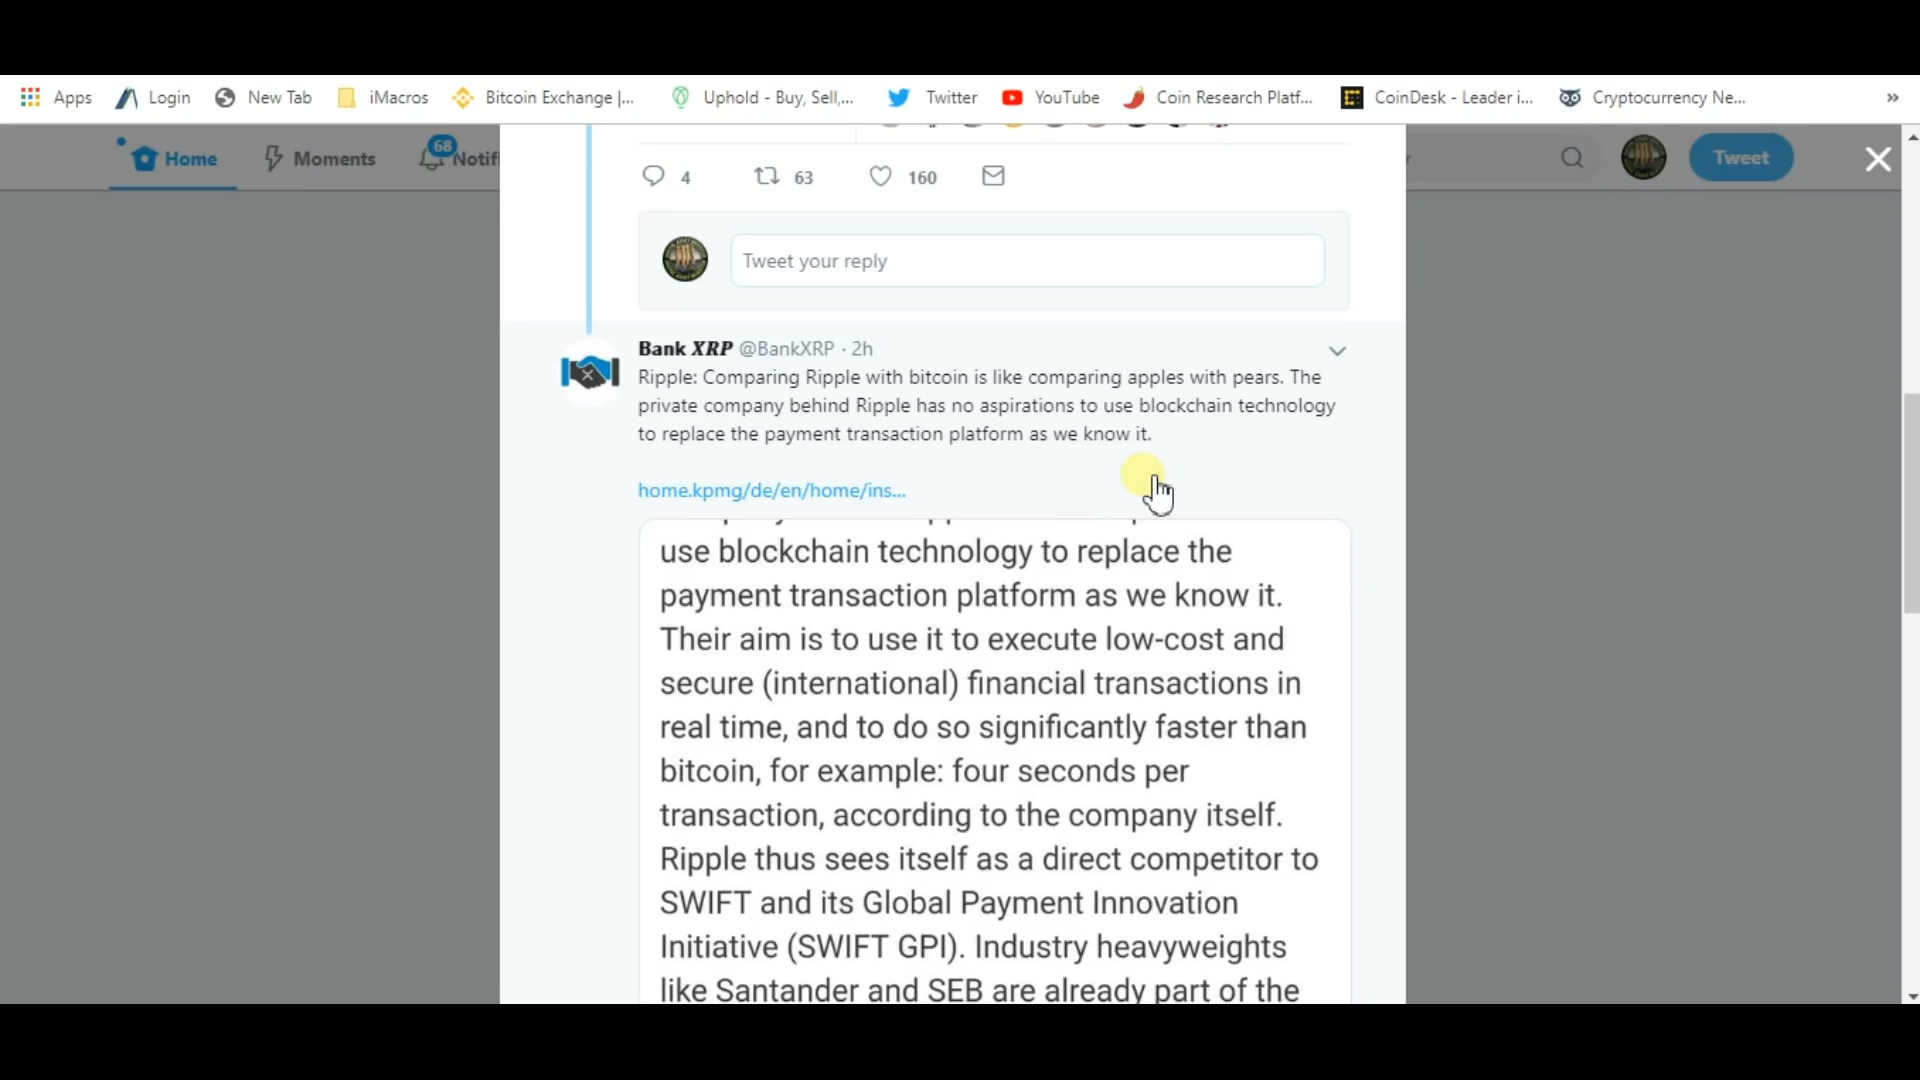 Apps Login New Tab iMacros Bitcoin Exchange |... Uphold - Buy, Sell,... Twitter YouTube Coin Research Platf... CoinDesk - Leader i... Cryptocurrency Ne... »
Home Moments 68 Notifi r Tweet
4 63 160
Tweet your reply
Bank XRP @BankXRP · 2h
Ripple: Comparing Ripple with bitcoin is like comparing apples with pears. The
private company behind Ripple has no aspirations to use blockchain technology
to replace the payment transaction platform as we know it.
home.kpmg/de/en/home/ins...
use blockchain technology to replace the
payment transaction platform as we know it.
Their aim is to use it to execute low-cost and
secure (international) financial transactions in
real time, and to do so significantly faster than
bitcoin, for example: four seconds per
transaction, according to the company itself.
Ripple thus sees itself as a direct competitor to
SWIFT and its Global Payment Innovation
Initiative (SWIFT GPI). Industry heavyweights
like Santander and SEB are already part of the